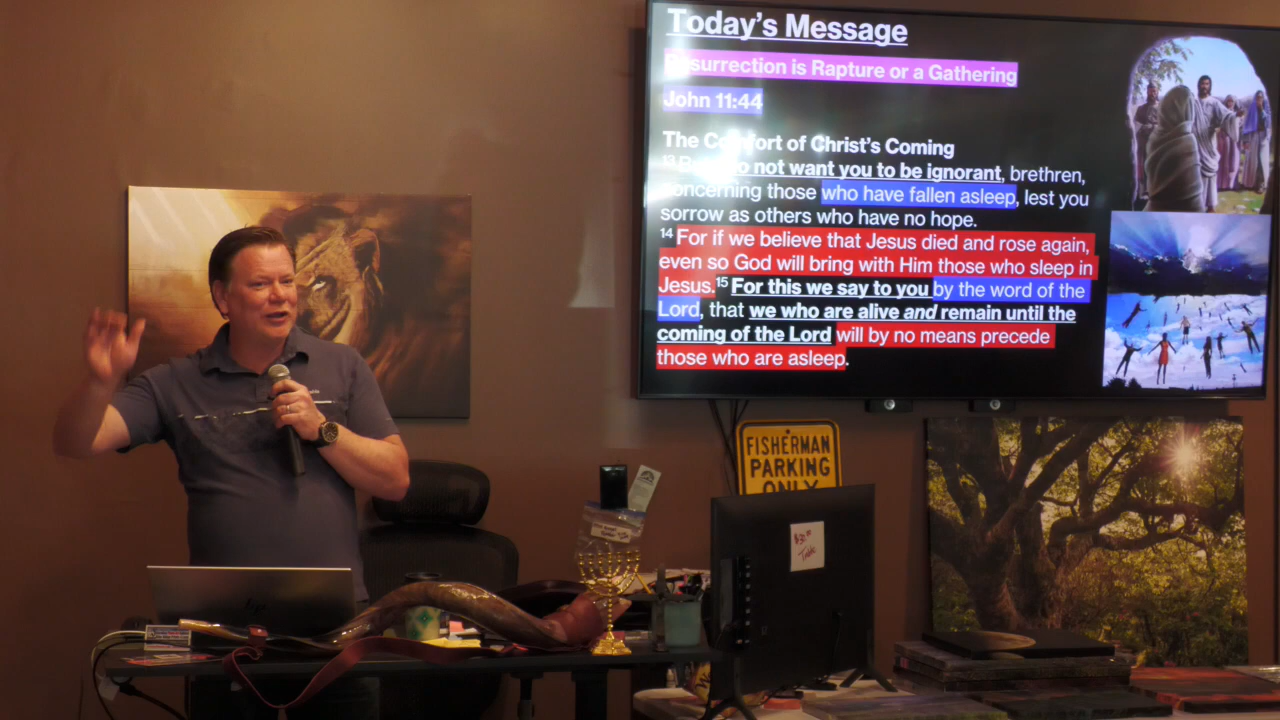 Today's Message
surrection is Rapture or a Gathering
John 11:44
The Comfort of Christ's Coming
13 not want you to be ignorant, brethren,
concerning those who have fallen asleep, lest you
sorrow as others who have no hope.
14 For if we believe that Jesus died and rose again,
even so God will bring with Him those who sleep in
Jesus. 15 For this we say to you by the word of the
Lord, that we who are alive and remain until the
coming of the Lord will by no means precede
those who are asleep.
FISHERMAN
PARKING
ONLY
Table
hp